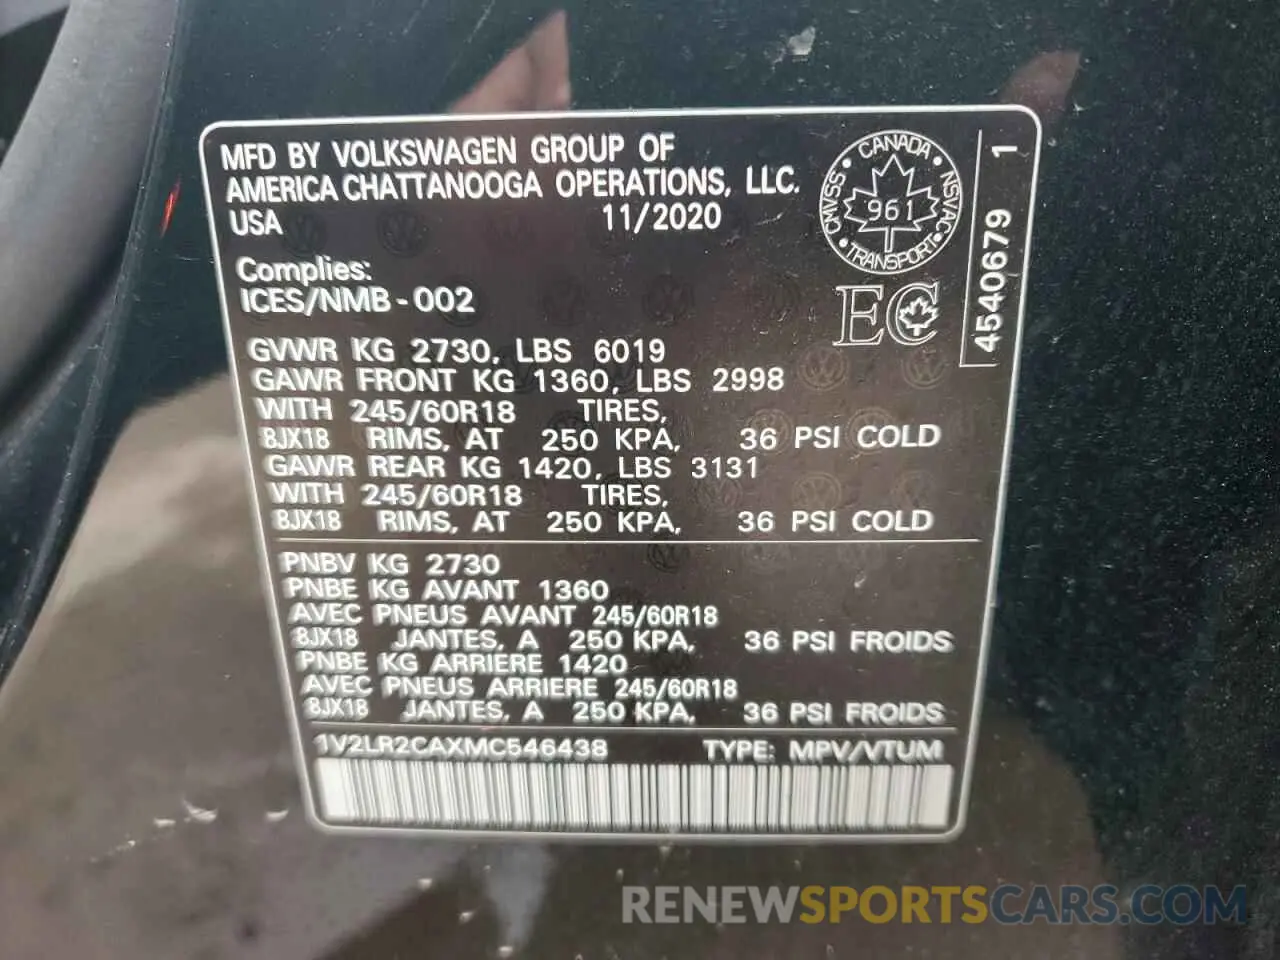 MFD BY VOLKSWAGEN GROUP OF
AMERICA CHATTANOOGA OPERATIONS, LLC.
USA 11/2020
CANADA
CMVSS 961 NSVAC
TRANSPORT
Complies:
ICES/NMB-002
EC
4540679 1
GVWR KG 2730, LBS 6019
GAWR FRONT KG 1360, LBS 2998
WITH 245/60R18 TIRES,
8JX18 RIMS, AT 250 KPA, 36 PSI COLD
GAWR REAR KG 1420, LBS 3131
WITH 245/60R18 TIRES,
8JX18 RIMS, AT 250 KPA, 36 PSI COLD
PNBV KG 2730
PNBE KG AVANT 1360
AVEC PNEUS AVANT 245/60R18
8JX18 JANTES, A 250 KPA, 36 PSI FROIDS
PNBE KG ARRIERE 1420
AVEC PNEUS ARRIERE 245/60R18
8JX18 JANTES, A 250 KPA, 36 PSI FROIDS
1V2LR2CAXMC546438 TYPE: MPV/VTUM
RENEWSPORTSCARS.COM